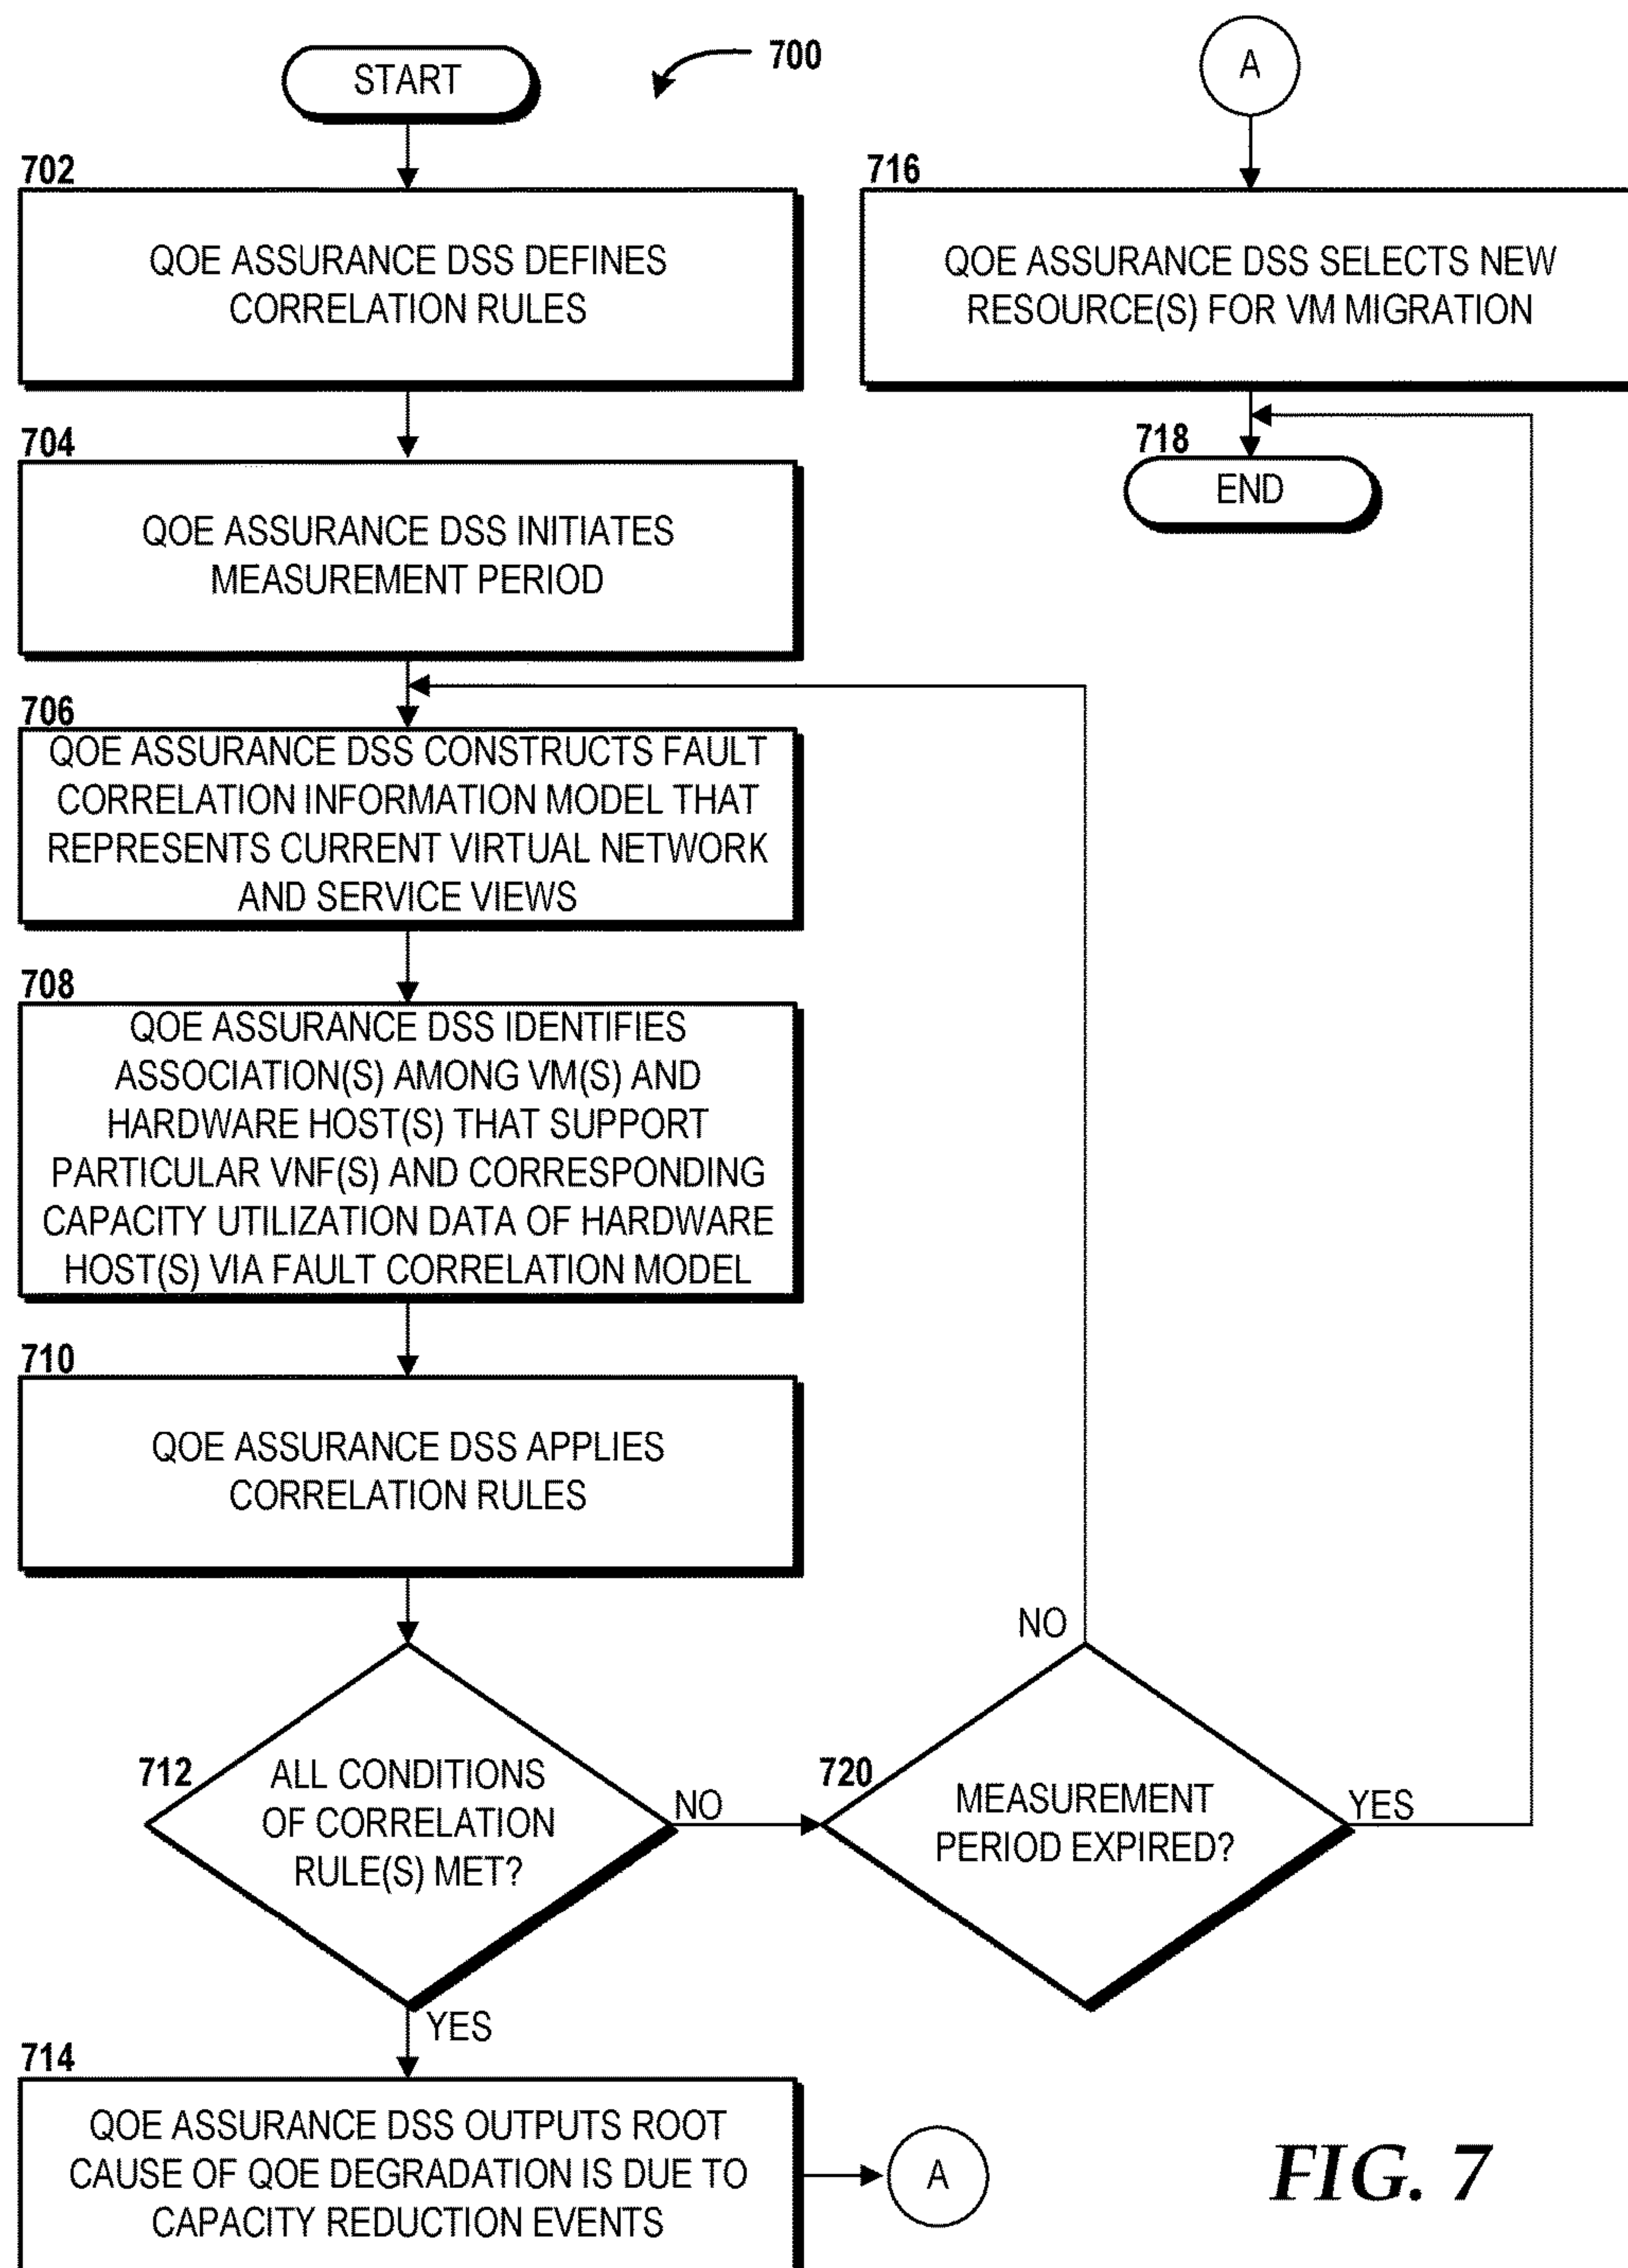 START
700
702
QOE ASSURANCE DSS DEFINES
CORRELATION RULES
704
QOE ASSURANCE DSS INITIATES
MEASUREMENT PERIOD
706
QOE ASSURANCE DSS CONSTRUCTS FAULT
CORRELATION INFORMATION MODEL THAT
REPRESENTS CURRENT VIRTUAL NETWORK
AND SERVICE VIEWS
708
QOE ASSURANCE DSS IDENTIFIES
ASSOCIATION(S) AMONG VM(S) AND
HARDWARE HOST(S) THAT SUPPORT
PARTICULAR VNF(S) AND CORRESPONDING
CAPACITY UTILIZATION DATA OF HARDWARE
HOST(S) VIA FAULT CORRELATION MODEL
710
QOE ASSURANCE DSS APPLIES
CORRELATION RULES
712
ALL CONDITIONS
OF CORRELATION
RULE(S) MET?
NO
YES
720
MEASUREMENT
PERIOD EXPIRED?
NO
YES
714
QOE ASSURANCE DSS OUTPUTS ROOT
CAUSE OF QOE DEGRADATION IS DUE TO
CAPACITY REDUCTION EVENTS
A
A
716
QOE ASSURANCE DSS SELECTS NEW
RESOURCE(S) FOR VM MIGRATION
718
END
FIG. 7